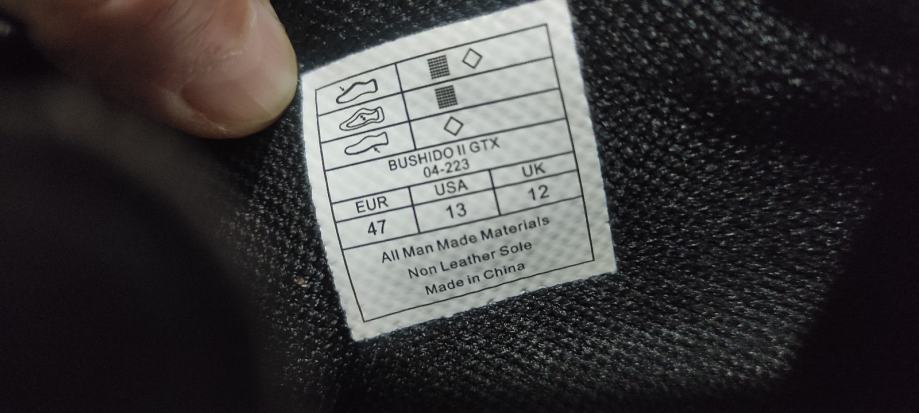 BUSHIDO II GTX
04-223
EUR USA UK
47 13 12
All Man Made Materials
Non Leather Sole
Made in China